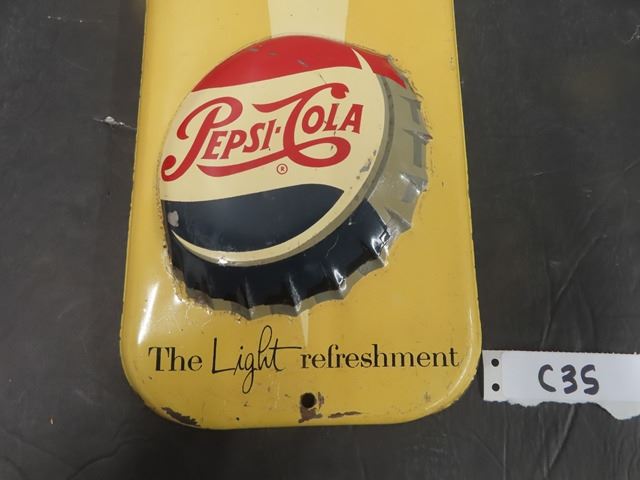 PEPSI-COLA
®
The Light refreshment
C35